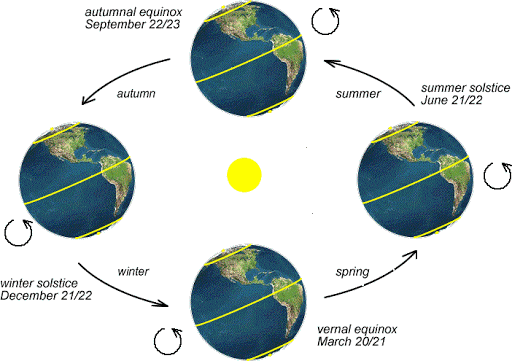 autumnal equinox
September 22/23
autumn
summer
summer solstice
June 21/22
winter solstice
December 21/22
winter
spring
vernal equinox
March 20/21